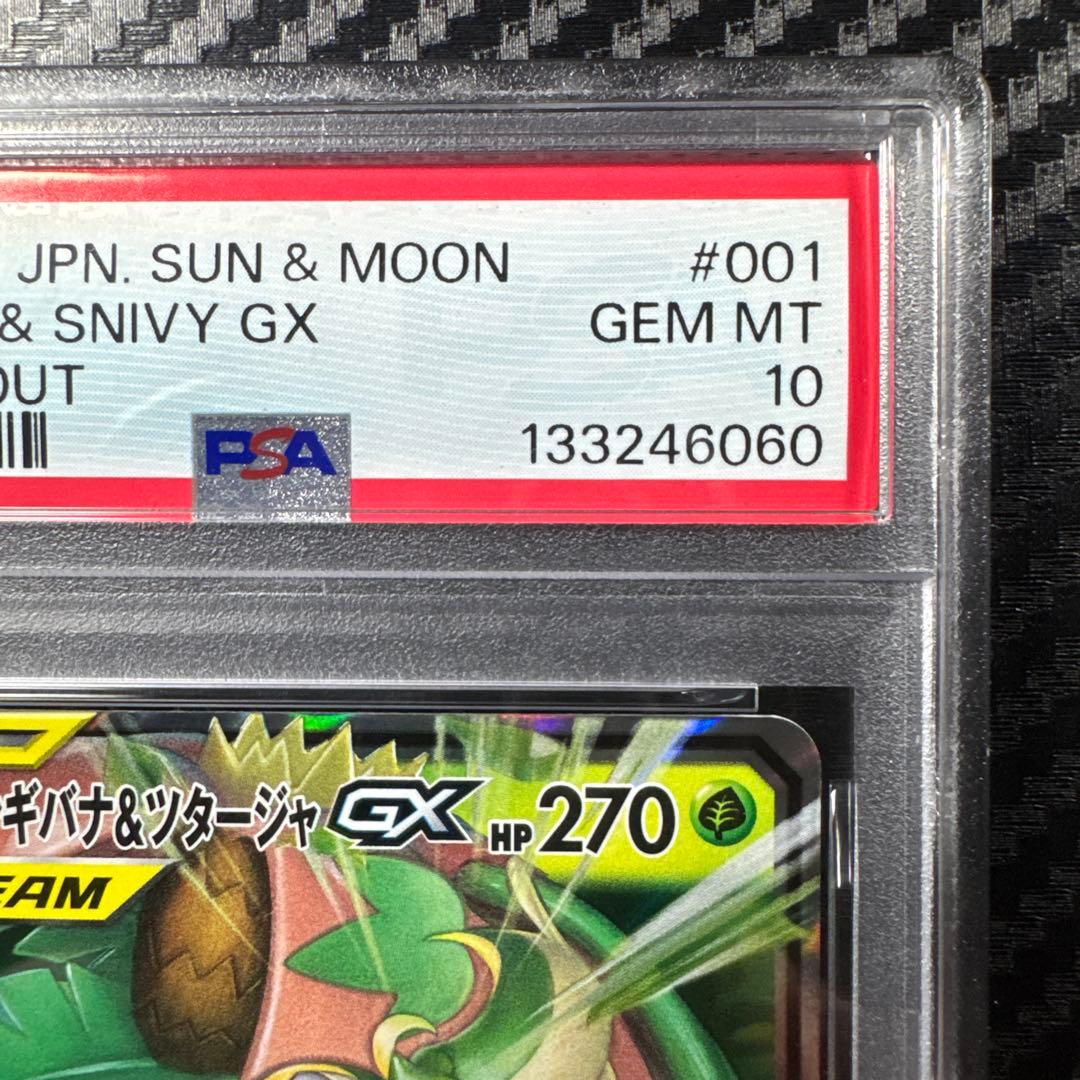 JPN. SUN & MOON #001
& SNIVY GX GEM MT
OUT 10
PSA 133246060
ギバナ&ツタージャ GX HP 270
EAM